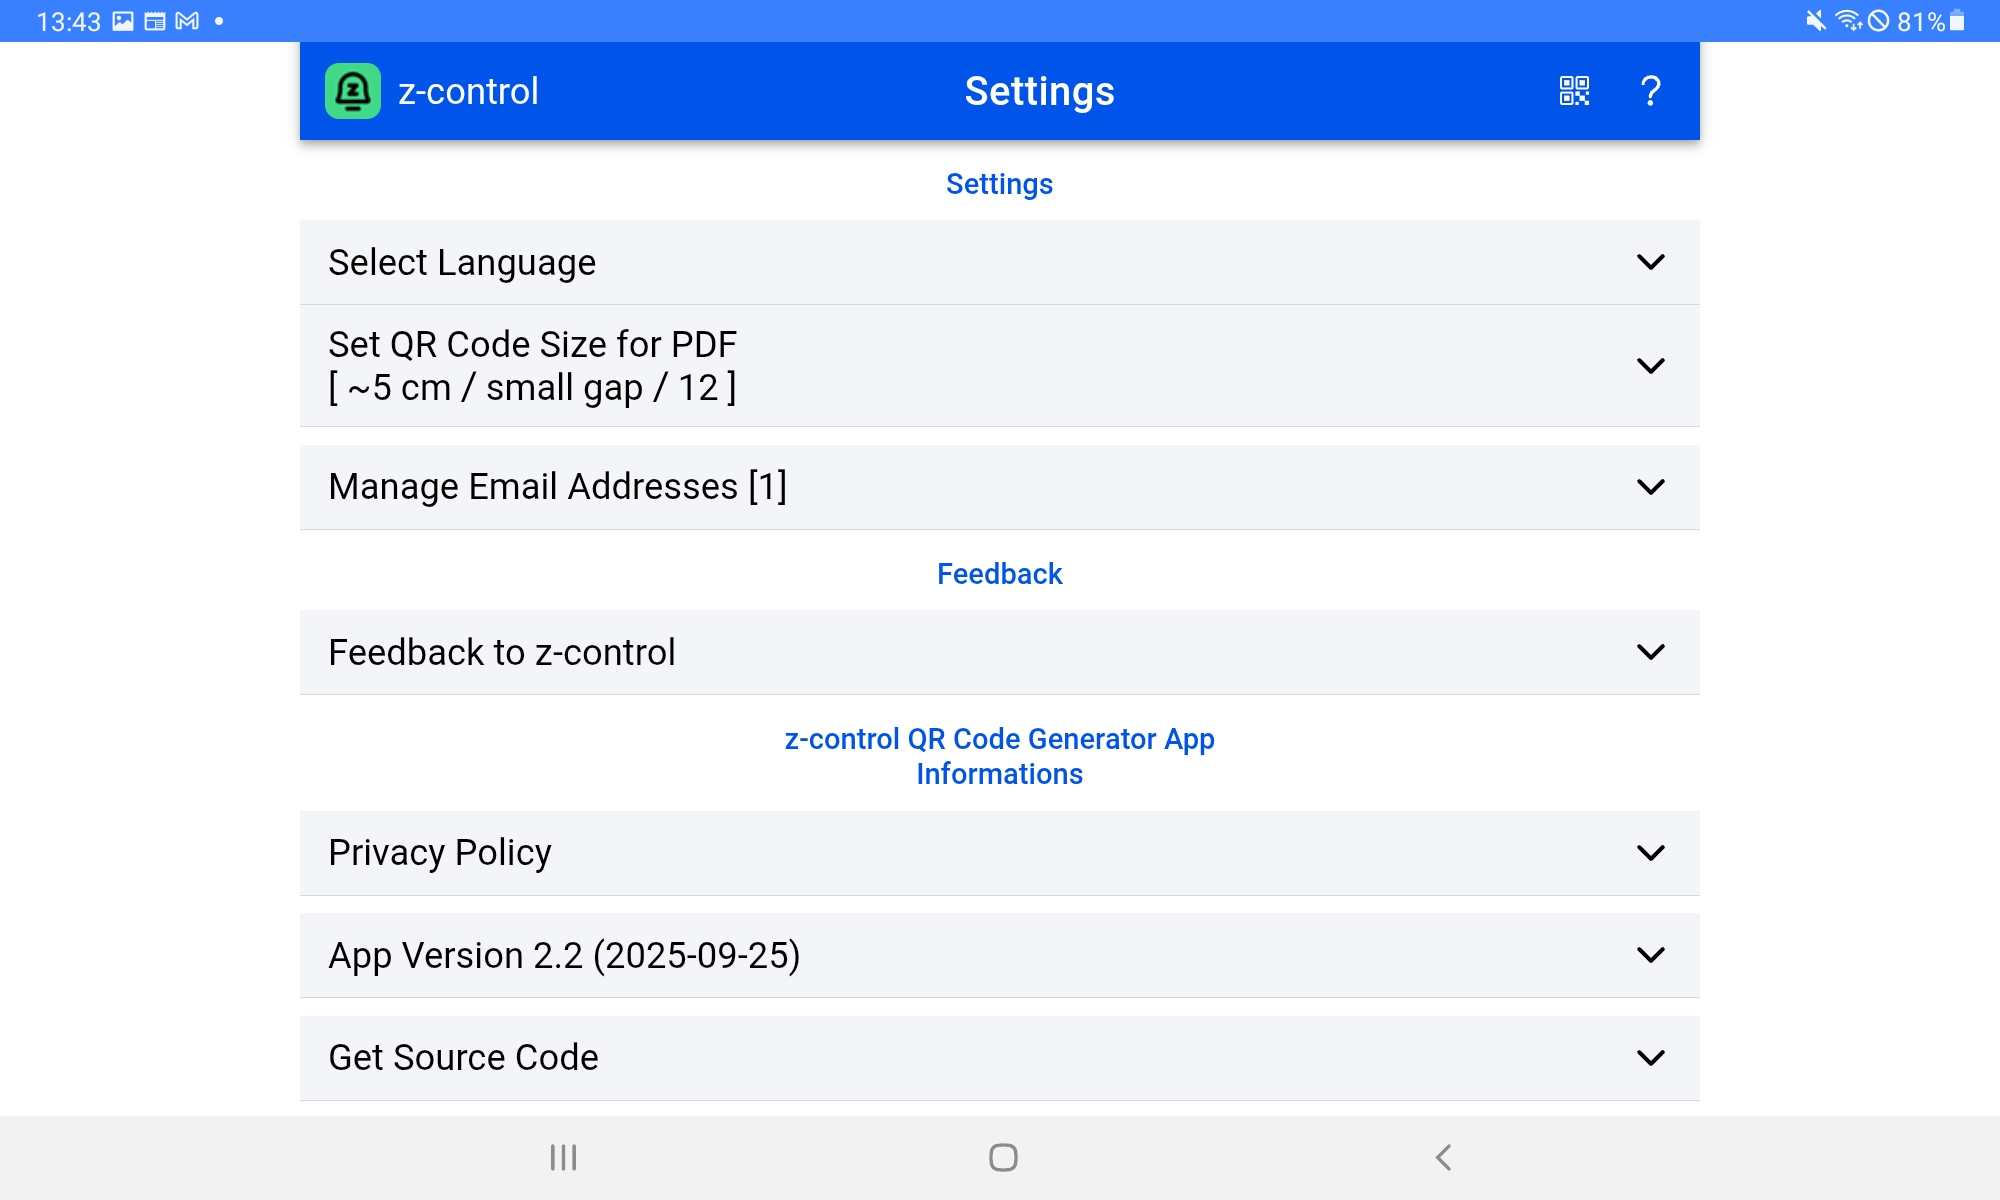 13:43
81%
z-control
Settings
?
Settings
Select Language
Set QR Code Size for PDF
[ ~5 cm / small gap / 12 ]
Manage Email Addresses [1]
Feedback
Feedback to z-control
z-control QR Code Generator App
Informations
Privacy Policy
App Version 2.2 (2025-09-25)
Get Source Code